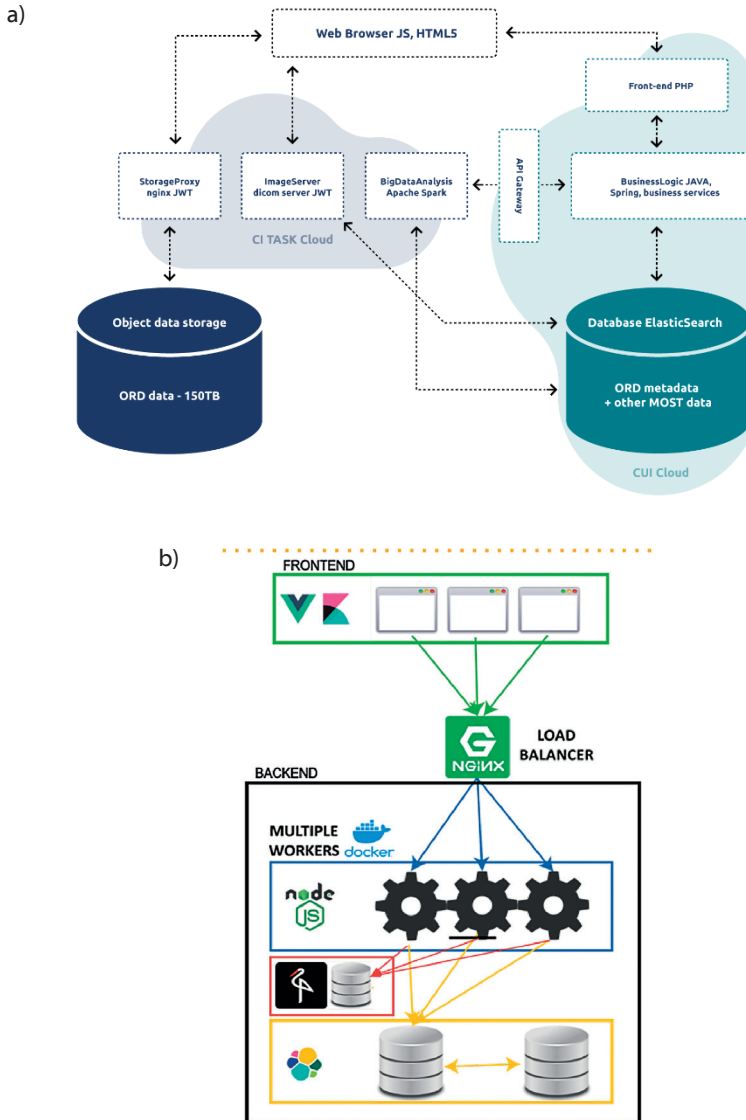 a)
Web Browser JS, HTML5
Front-end PHP
StorageProxy
nginx JWT
ImageServer
dicom server JWT
BigDataAnalysis
Apache Spark
API Gateway
BusinessLogic JAVA,
Spring, business services
CI TASK Cloud
Object data storage
ORD data - 150TB
Database ElasticSearch
ORD metadata
+ other MOST data
CUI Cloud
b)
FRONTEND
NGiNX
LOAD
BALANCER
BACKEND
MULTIPLE
WORKERS
docker
node
JS